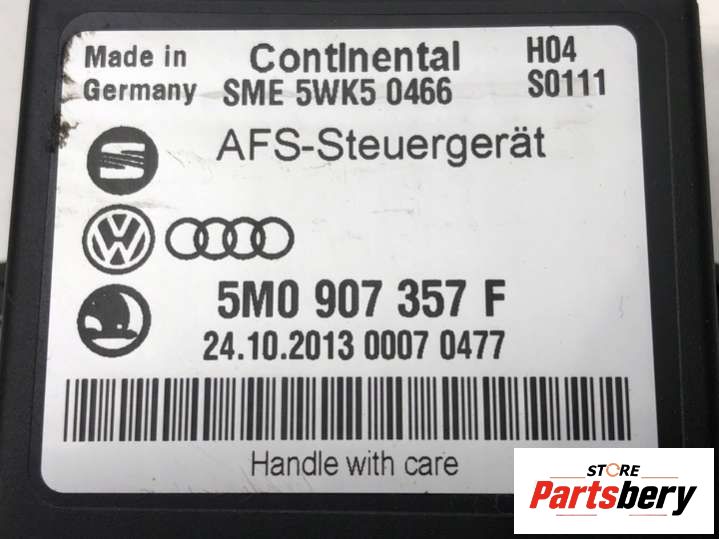 Made in Continental H04
Germany SME 5WK5 0466 S0111
AFS-Steuergerät
5M0 907 357 F
24.10.2013 0007 0477
Handle with care
STORE
Partsbery